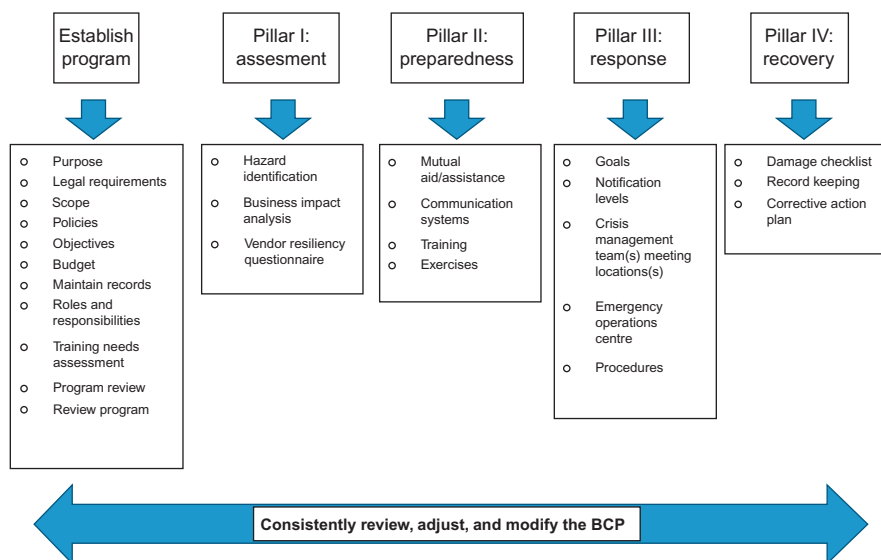 Establish
program
Pillar I:
assesment
Pillar II:
preparedness
Pillar III:
response
Pillar IV:
recovery
Purpose
Legal requirements
Scope
Policies
Objectives
Budget
Maintain records
Roles and
responsibilities
Training needs
assessment
Program review
Review program
Hazard
identification
Business impact
analysis
Vendor resiliency
questionnaire
Mutual
aid/assistance
Communication
systems
Training
Exercises
Goals
Notification
levels
Crisis
management
team(s) meeting
locations(s)
Emergency
operations
centre
Procedures
Damage checklist
Record keeping
Corrective action
plan
Consistently review, adjust, and modify the BCP